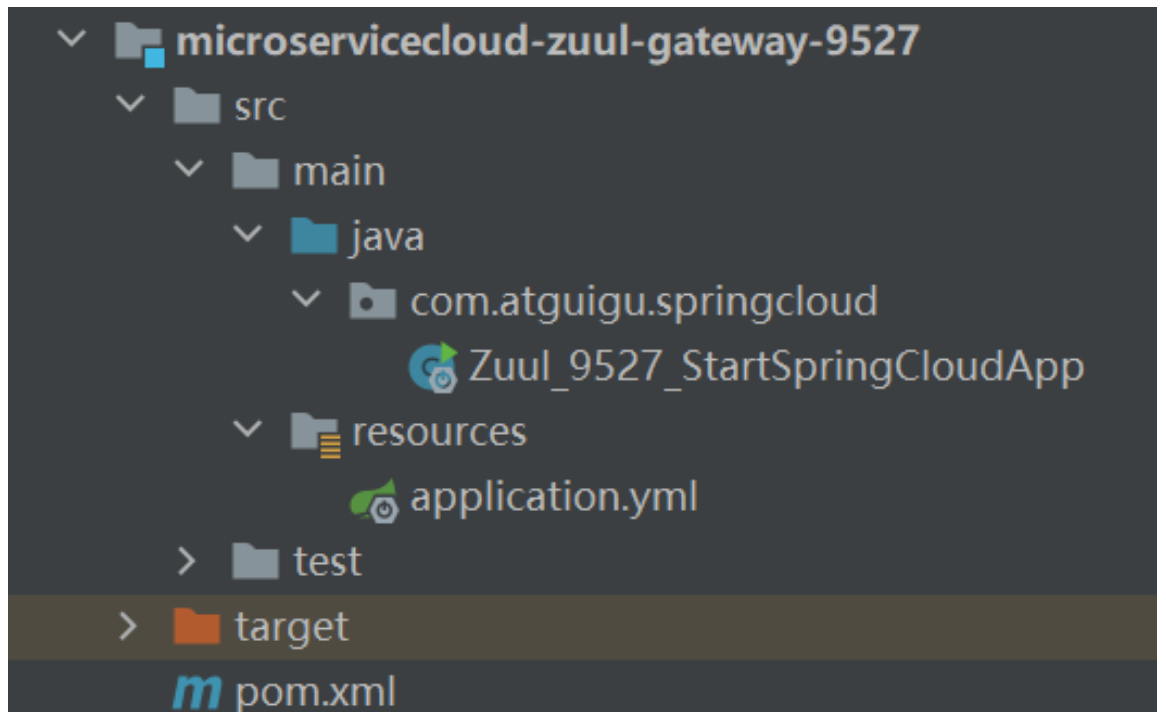 microservicecloud-zuul-gateway-9527
src
main
java
com.atguigu.springcloud
Zuul_9527_StartSpringCloudApp
resources
application.yml
test
target
pom.xml